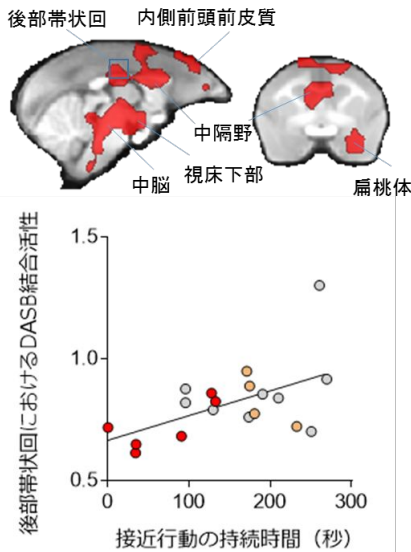 後部帯状回
内側前頭前皮質
中隔野
視床下部
中脳
扁桃体
後部帯状回におけるDASB結合活性
1.5
1.0
0.5
0
100
200
300
接近行動の持続時間（秒）